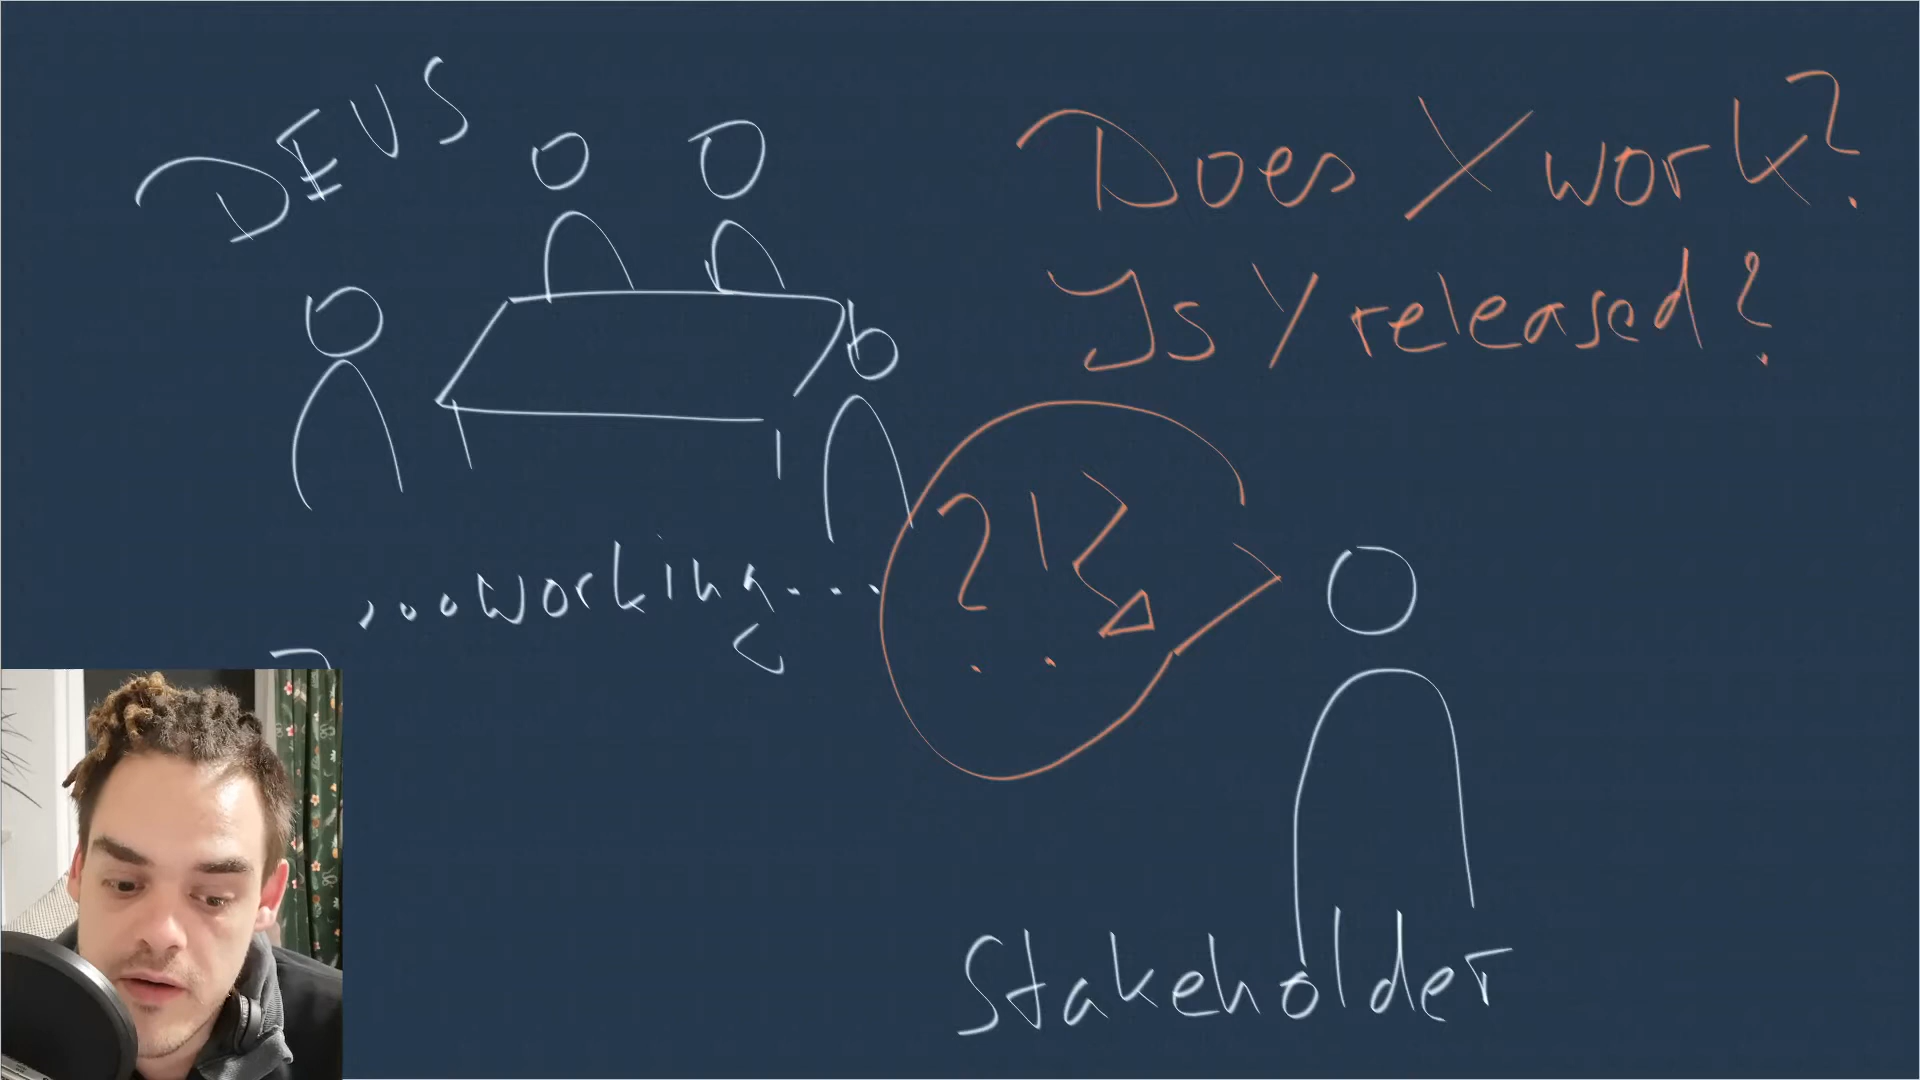 DEVS
Does X work?
Is Y released?
...working...
?!
Stakeholder